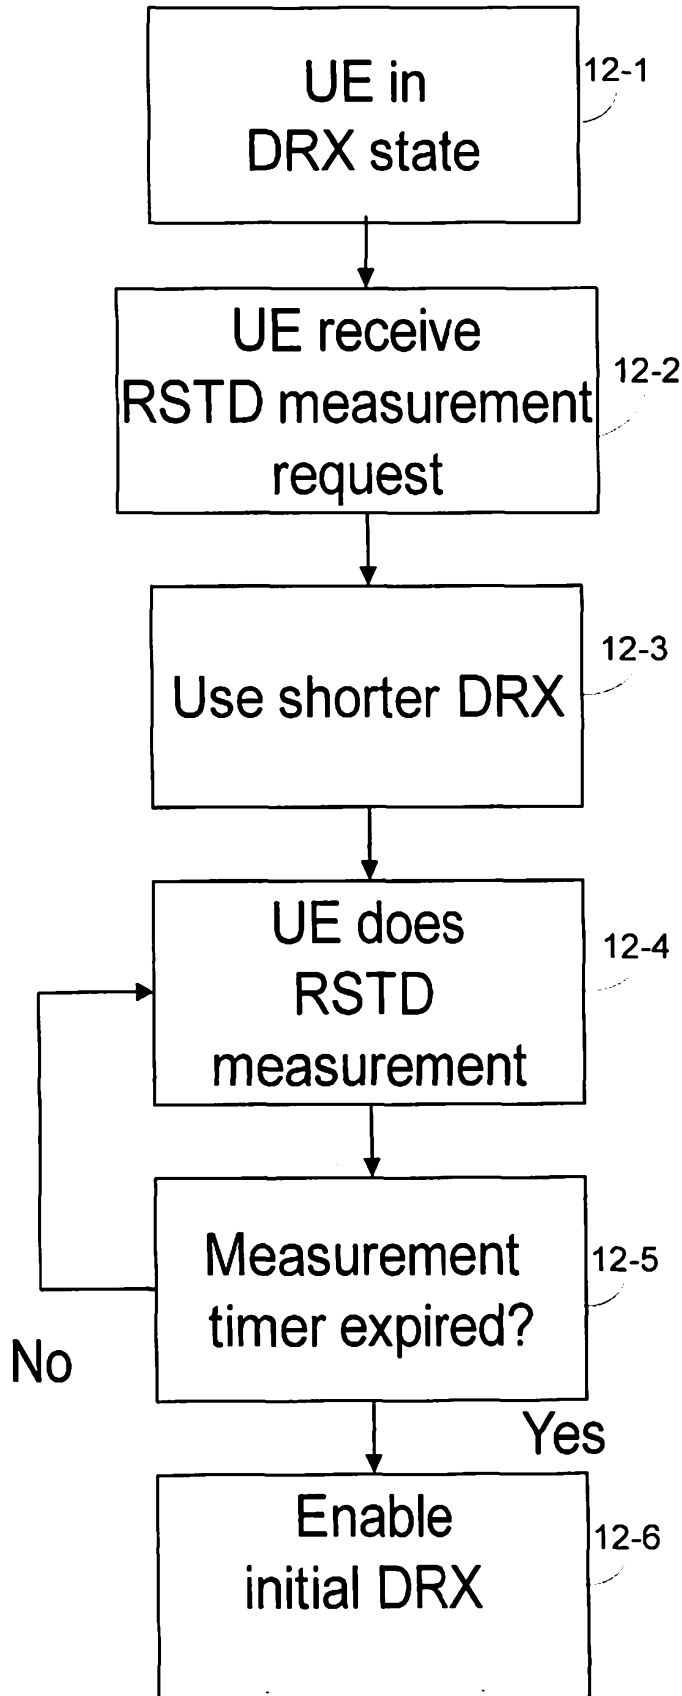 UE in
DRX state
12-1
UE receive
RSTD measurement
request
12-2
Use shorter DRX
12-3
UE does
RSTD
measurement
12-4
Measurement
timer expired?
12-5
No
Yes
Enable
initial DRX
12-6